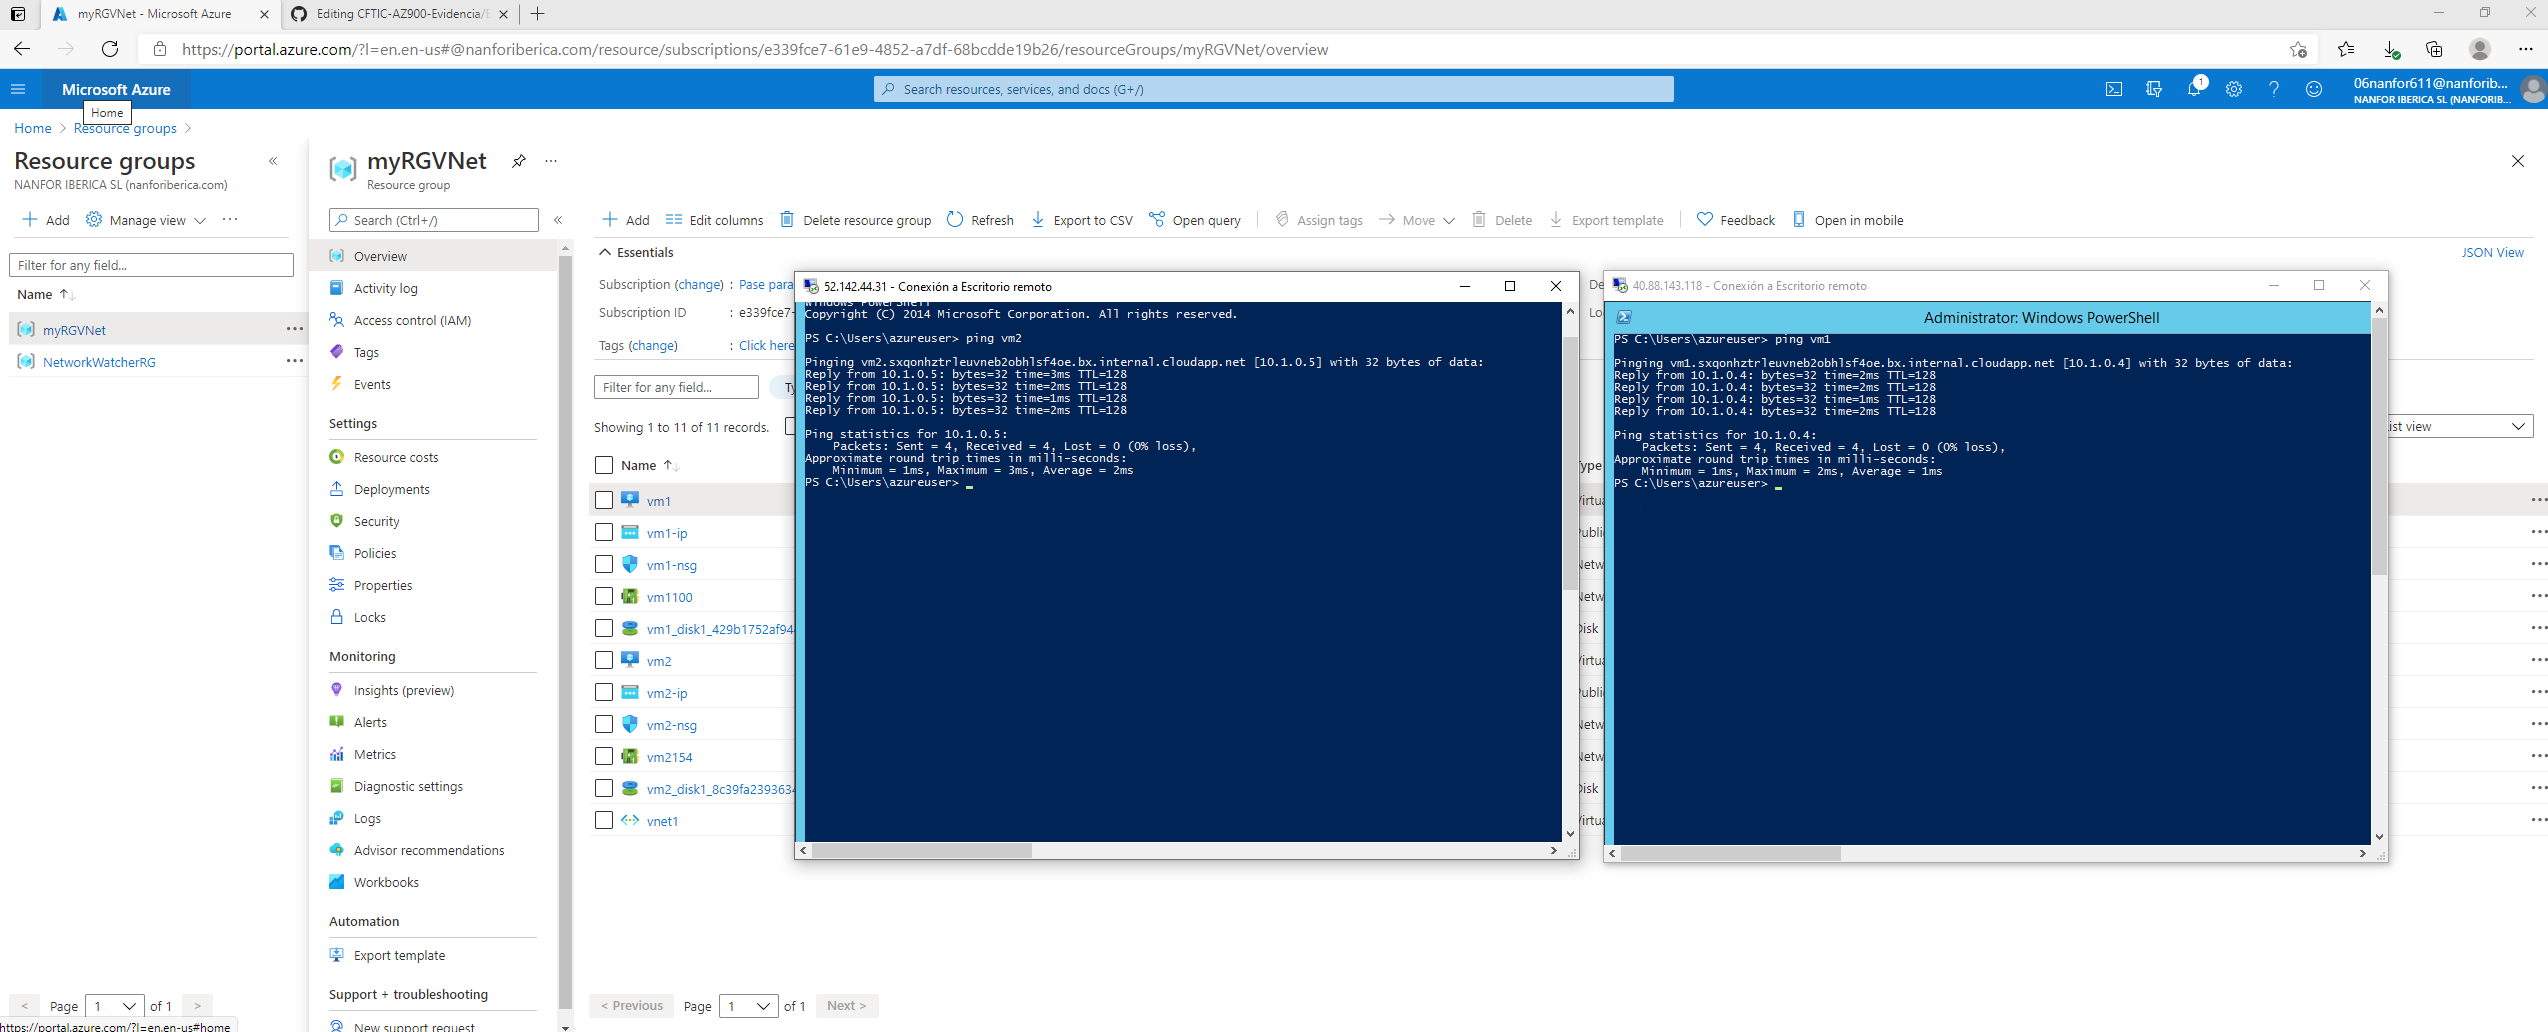 myRGVNet - Microsoft Azure
Editing CFTIC-AZ900-Evidencia/
https://portal.azure.com/?l=en.en-us#@nanforiberica.com/resource/subscriptions/e339fce7-61e9-4852-a7df-68bcdde19b26/resourceGroups/myRGVNet/overview
Microsoft Azure
Search resources, services, and docs (G+/)
1
06nanfor611@nanforib...
NANFOR IBERICA SL (NANFORIB...
Home
Home > Resource groups >
Resource groups
NANFOR IBERICA SL (nanforiberica.com)
Add
Manage view
Filter for any field...
Name
myRGVNet
NetworkWatcherRG
< Page 1 of 1 >
https://portal.azure.com/?l=en.en-us#home
myRGVNet
Resource group
Search (Ctrl+/)
Overview
Activity log
Access control (IAM)
Tags
Events
Settings
Resource costs
Deployments
Security
Policies
Properties
Locks
Monitoring
Insights (preview)
Alerts
Metrics
Diagnostic settings
Logs
Advisor recommendations
Workbooks
Automation
Export template
Support + troubleshooting
New support request
Add
Edit columns
Delete resource group
Refresh
Export to CSV
Open query
Assign tags
Move
Delete
Export template
Feedback
Open in mobile
Essentials
JSON View
Subscription (change) : Pase para
Subscription ID : e339fce7-
Tags (change) : Click here
De
Lo
Filter for any field...
Ty
Showing 1 to 11 of 11 records.
ist view
Name
ype
vm1
irtua
vm1-ip
ubli
vm1-nsg
etw
vm1100
etw
vm1_disk1_429b1752af94
isk
vm2
irtua
vm2-ip
ubli
vm2-nsg
etw
vm2154
etw
vm2_disk1_8c39fa239363
isk
vnet1
irtua
< Previous Page 1 of 1 Next >
52.142.44.31 - Conexión a Escritorio remoto
Windows PowerShell
Copyright (C) 2014 Microsoft Corporation. All rights reserved.
PS C:\Users\azureuser> ping vm2
Pinging vm2.sxqonhztrleuvneb2obhlsf4oe.bx.internal.cloudapp.net [10.1.0.5] with 32 bytes of data:
Reply from 10.1.0.5: bytes=32 time=3ms TTL=128
Reply from 10.1.0.5: bytes=32 time=2ms TTL=128
Reply from 10.1.0.5: bytes=32 time=1ms TTL=128
Reply from 10.1.0.5: bytes=32 time=2ms TTL=128
Ping statistics for 10.1.0.5:
Packets: Sent = 4, Received = 4, Lost = 0 (0% loss),
Approximate round trip times in milli-seconds:
Minimum = 1ms, Maximum = 3ms, Average = 2ms
PS C:\Users\azureuser> _
40.88.143.118 - Conexión a Escritorio remoto
Administrator: Windows PowerShell
PS C:\Users\azureuser> ping vm1
Pinging vm1.sxqonhztrleuvneb2obhlsf4oe.bx.internal.cloudapp.net [10.1.0.4] with 32 bytes of data:
Reply from 10.1.0.4: bytes=32 time=2ms TTL=128
Reply from 10.1.0.4: bytes=32 time=2ms TTL=128
Reply from 10.1.0.4: bytes=32 time=1ms TTL=128
Reply from 10.1.0.4: bytes=32 time=2ms TTL=128
Ping statistics for 10.1.0.4:
Packets: Sent = 4, Received = 4, Lost = 0 (0% loss),
Approximate round trip times in milli-seconds:
Minimum = 1ms, Maximum = 2ms, Average = 1ms
PS C:\Users\azureuser> _